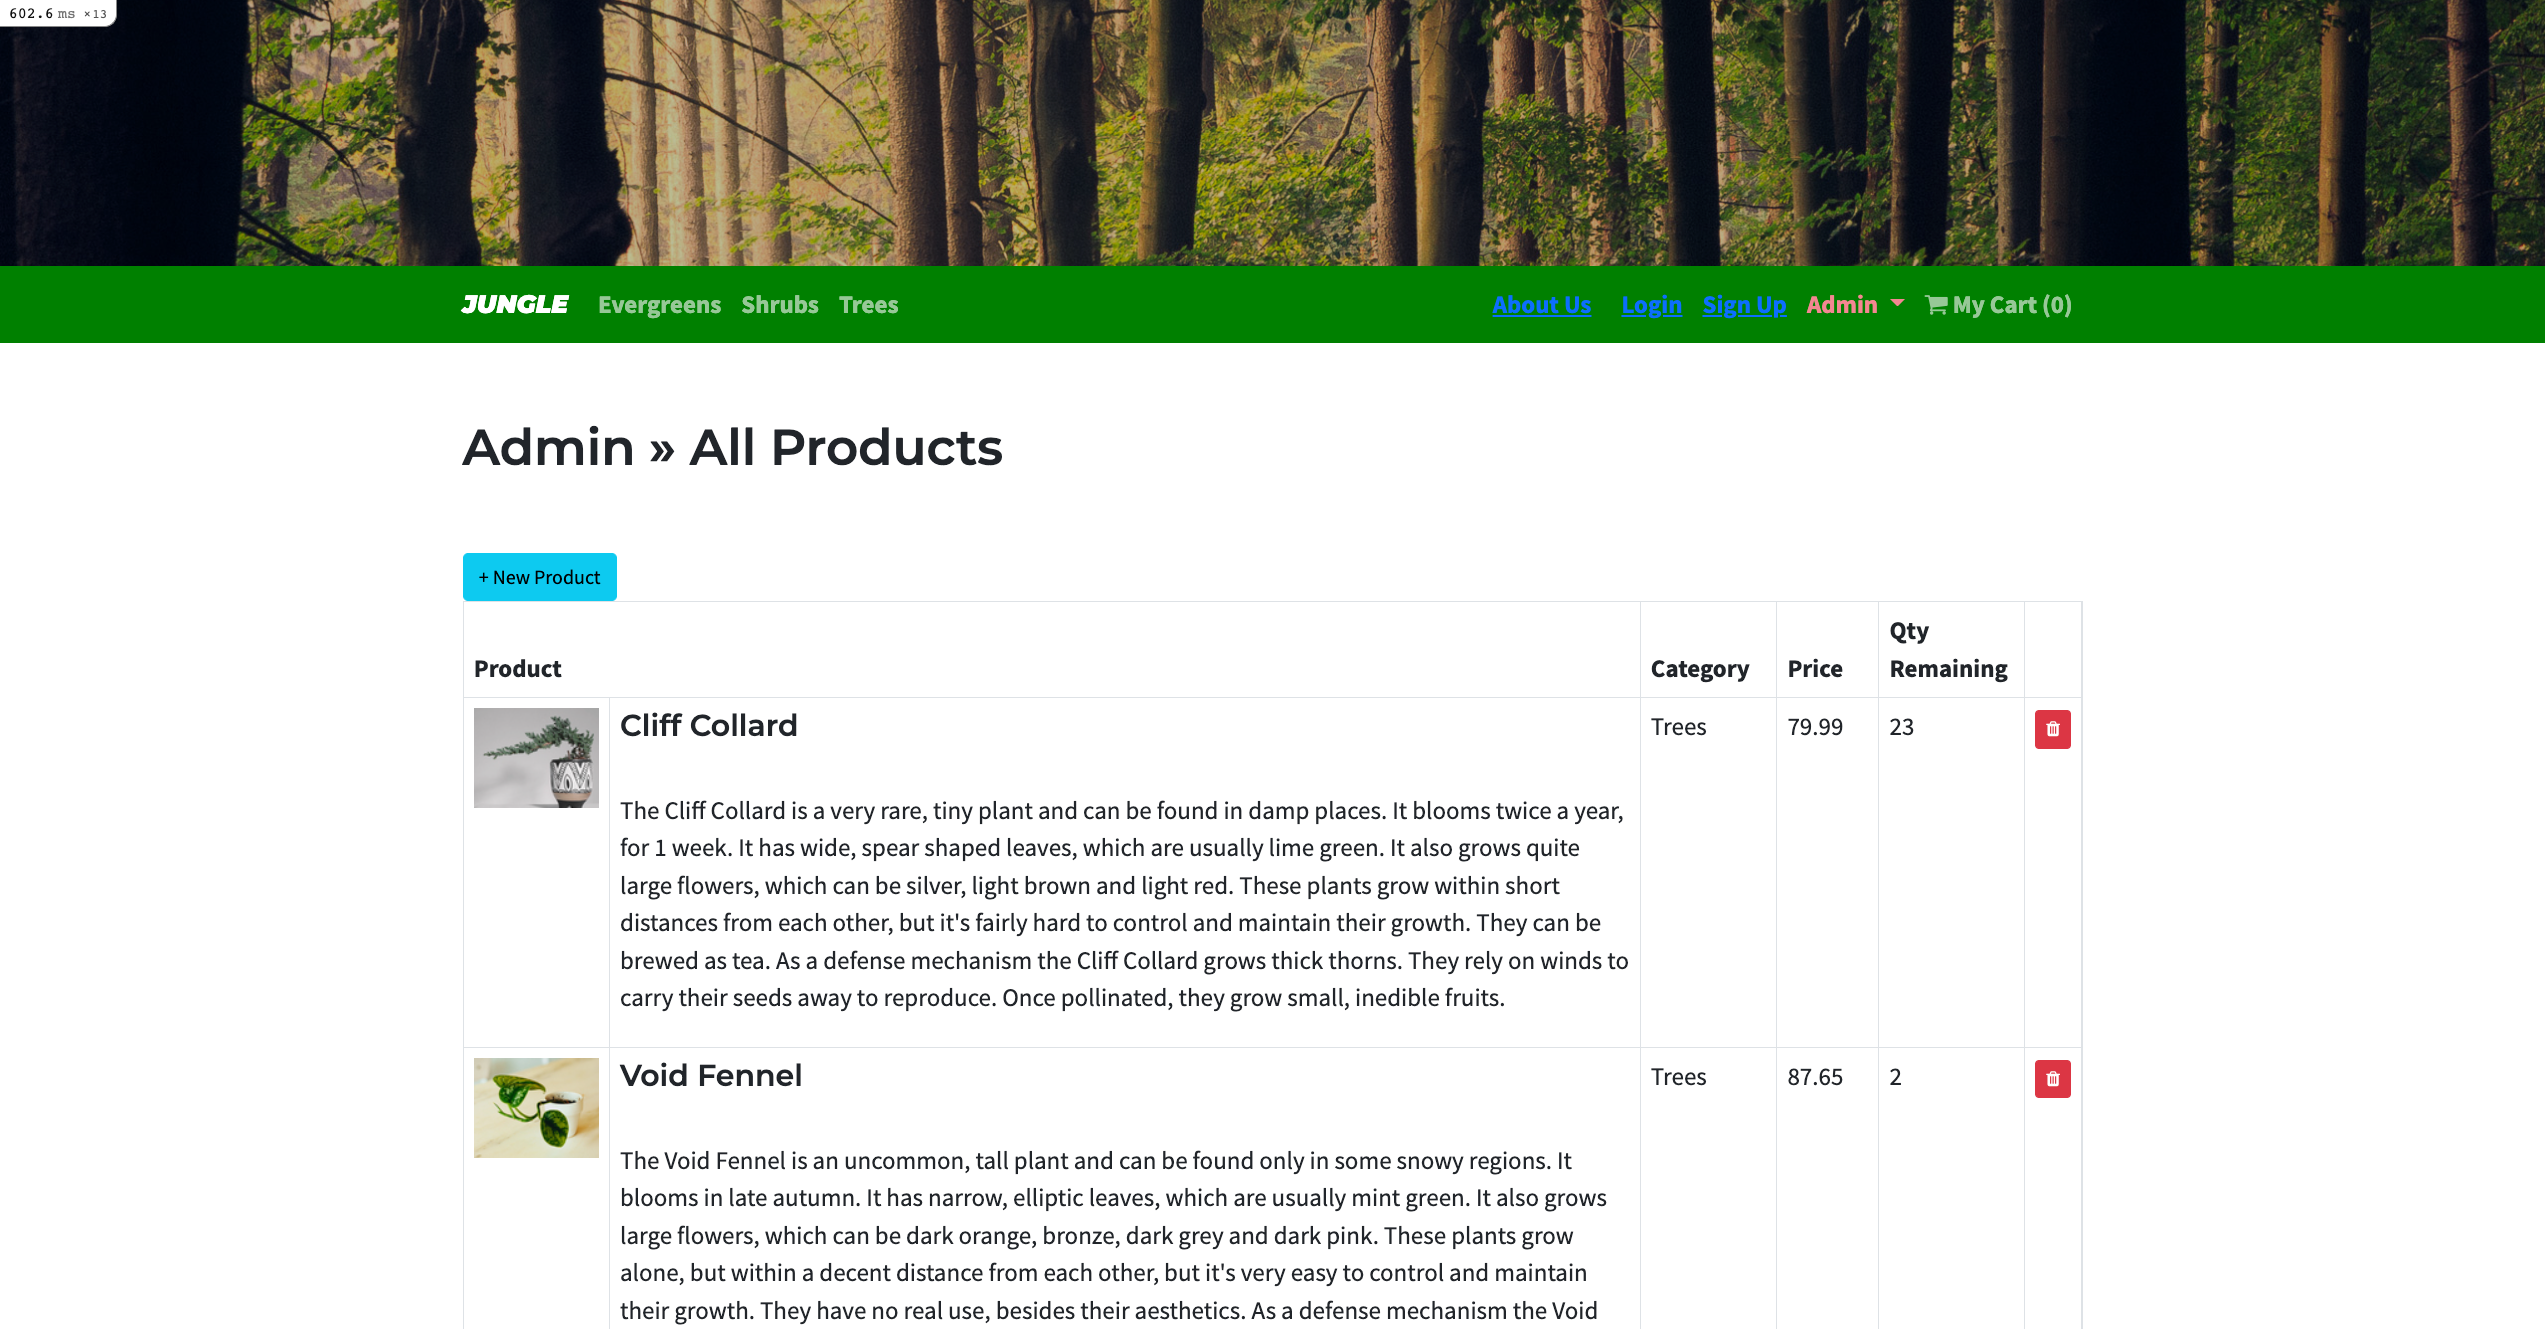 602.6 ms ×13
JUNGLE Evergreens Shrubs Trees About Us Login Sign Up Admin My Cart (0)
Admin » All Products
+ New Product
Product Category Price Qty Remaining
Cliff Collard Trees 79.99 23
The Cliff Collard is a very rare, tiny plant and can be found in damp places. It blooms twice a year,
for 1 week. It has wide, spear shaped leaves, which are usually lime green. It also grows quite
large flowers, which can be silver, light brown and light red. These plants grow within short
distances from each other, but it's fairly hard to control and maintain their growth. They can be
brewed as tea. As a defense mechanism the Cliff Collard grows thick thorns. They rely on winds to
carry their seeds away to reproduce. Once pollinated, they grow small, inedible fruits.
Void Fennel Trees 87.65 2
The Void Fennel is an uncommon, tall plant and can be found only in some snowy regions. It
blooms in late autumn. It has narrow, elliptic leaves, which are usually mint green. It also grows
large flowers, which can be dark orange, bronze, dark grey and dark pink. These plants grow
alone, but within a decent distance from each other, but it's very easy to control and maintain
their growth. They have no real use, besides their aesthetics. As a defense mechanism the Void